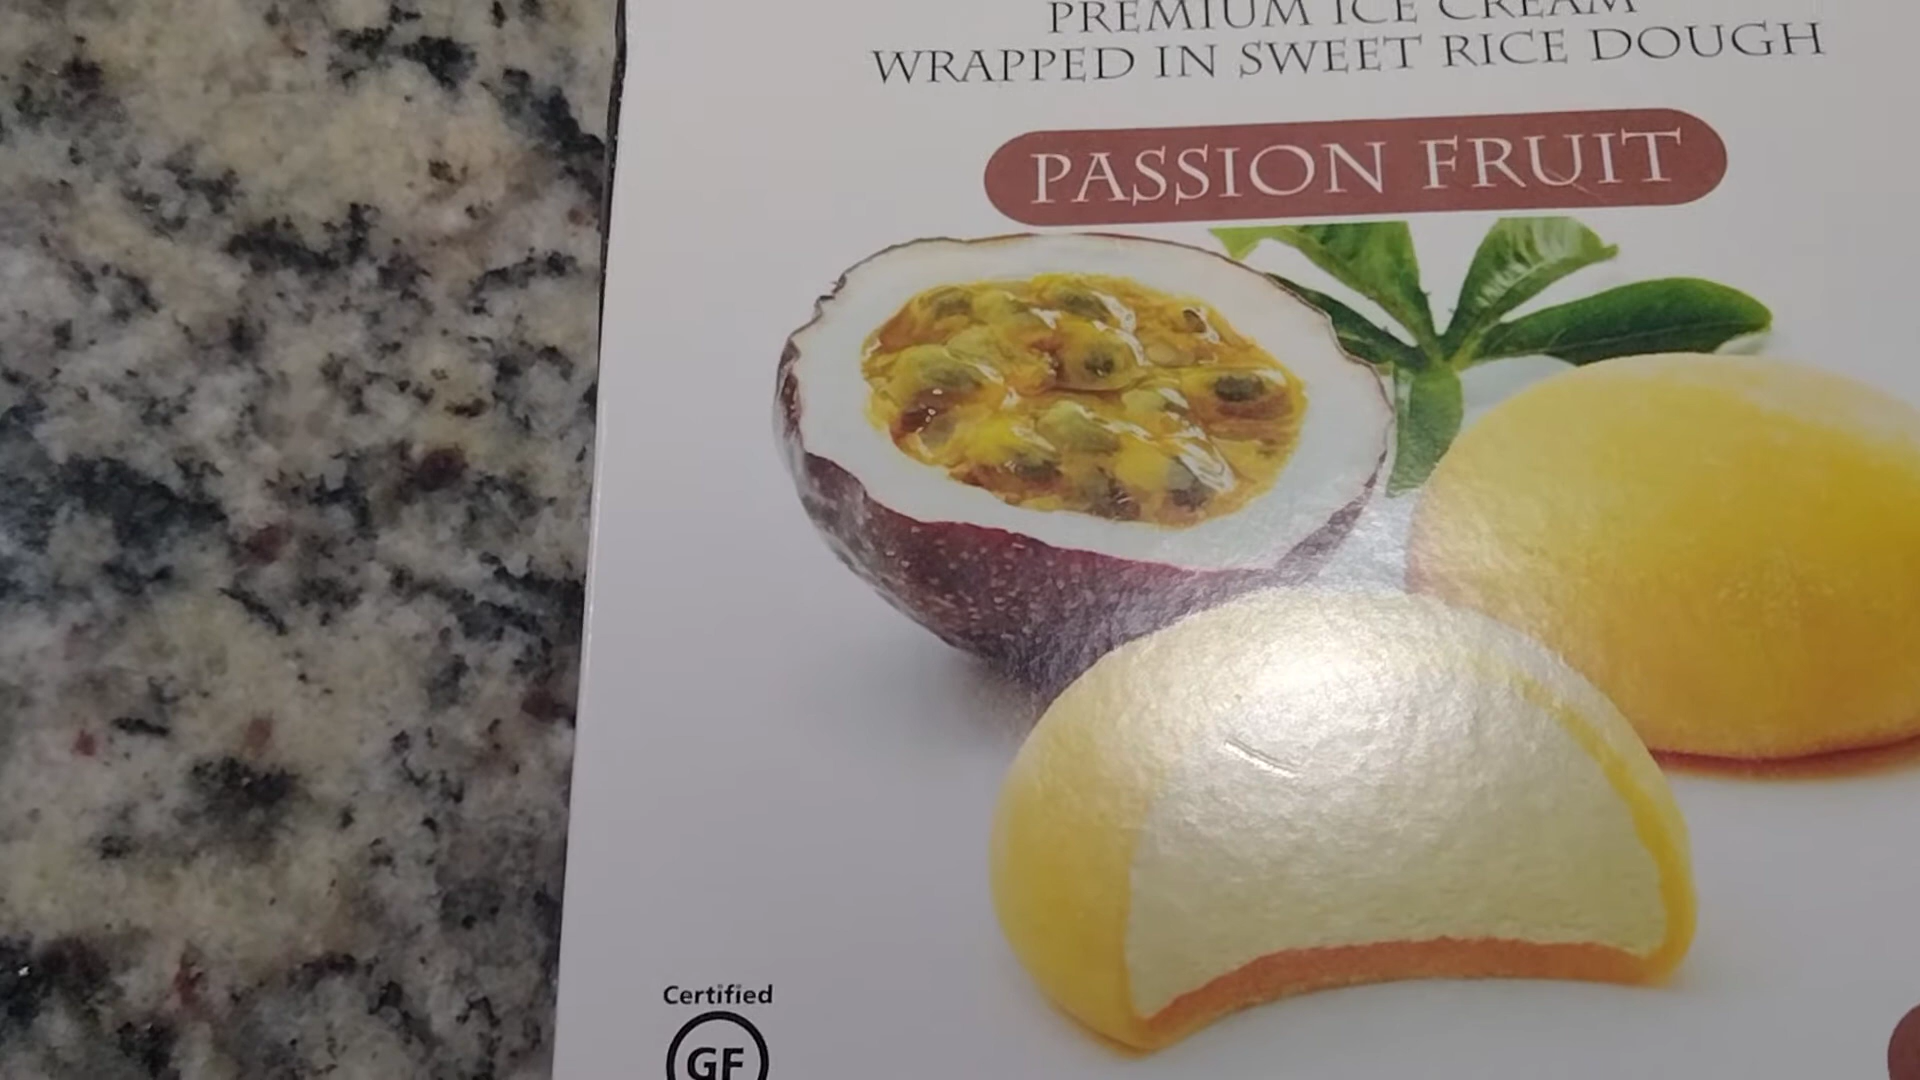 PREMIUM ICE CREAM
WRAPPED IN SWEET RICE DOUGH
PASSION FRUIT
Certified
GF